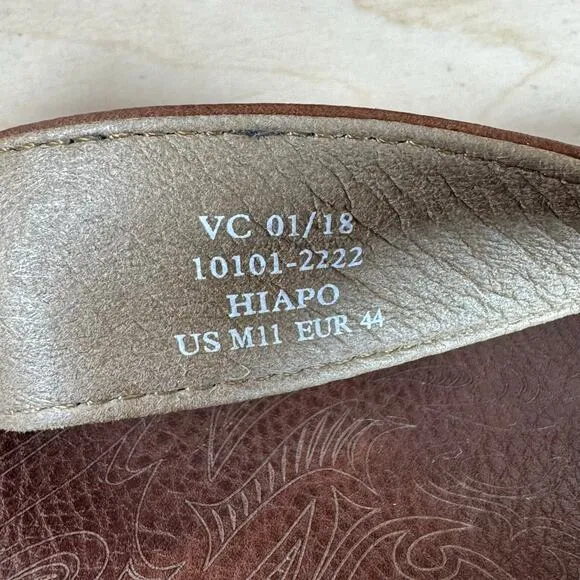 VC 01/18
10101-2222
HIAPO
US M11 EUR 44